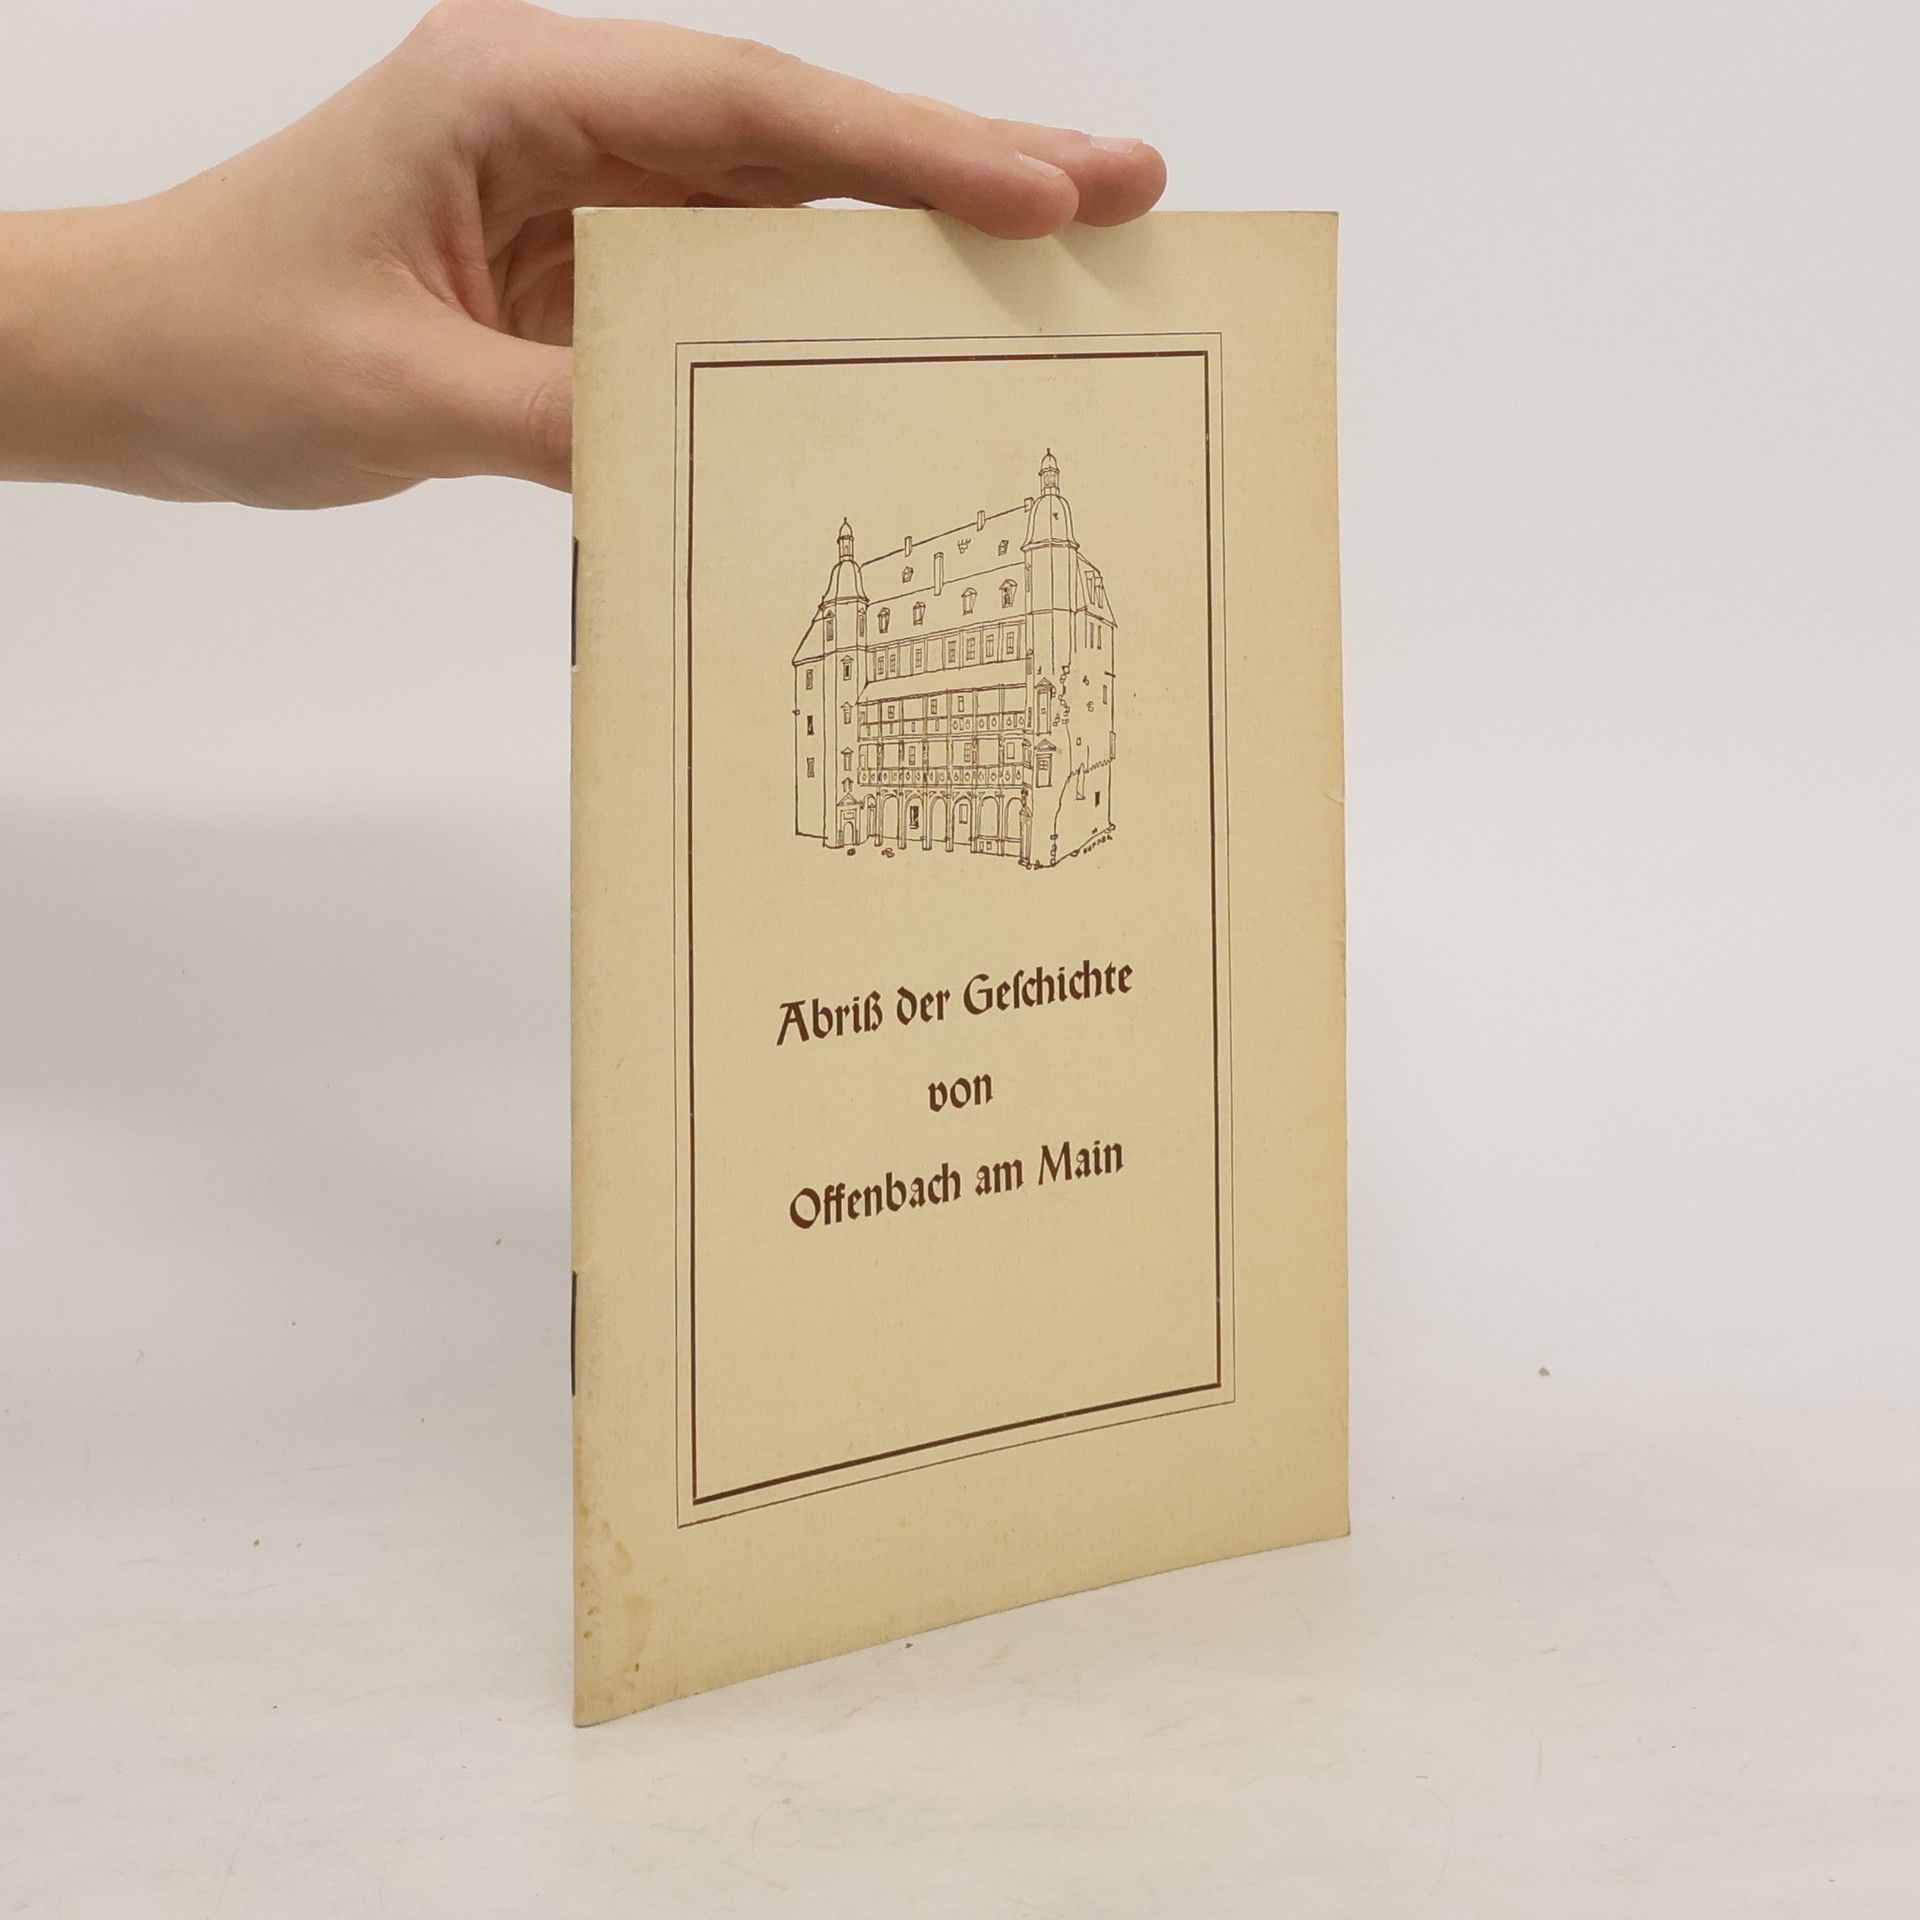 Abriß der Geſchichte
von
Offenbach am Main